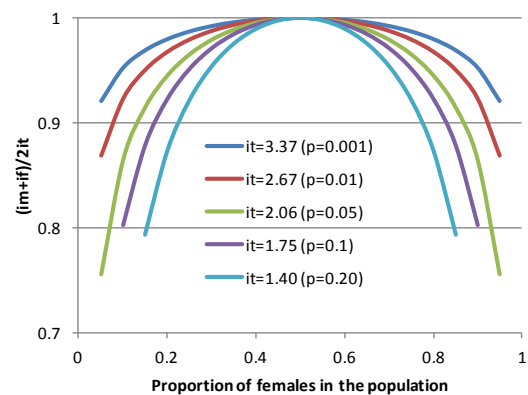 1
0.9
0.8
0.7
(im+if)/2it
it=3.37 (p=0.001)
it=2.67 (p=0.01)
it=2.06 (p=0.05)
it=1.75 (p=0.1)
it=1.40 (p=0.20)
0 0.2 0.4 0.6 0.8 1
Proportion of females in the population